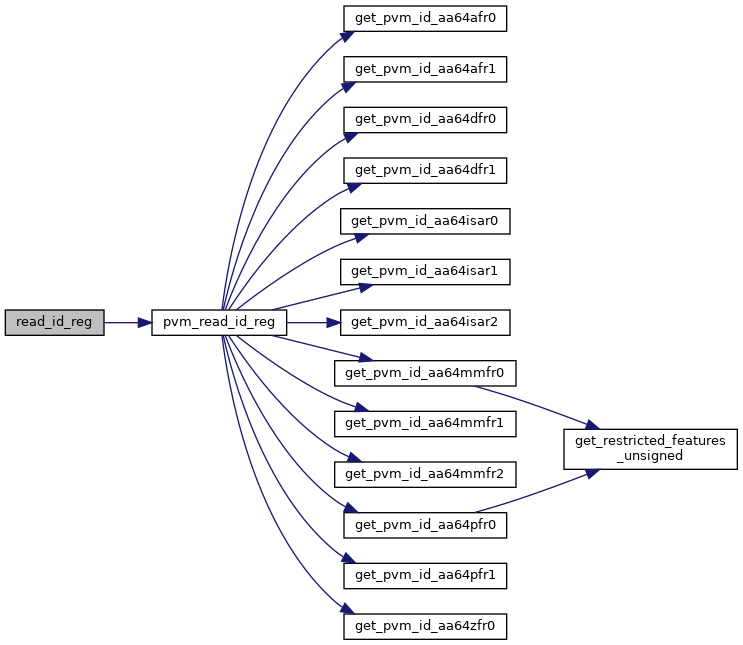 read_id_reg
pvm_read_id_reg
get_pvm_id_aa64afr0
get_pvm_id_aa64afr1
get_pvm_id_aa64dfr0
get_pvm_id_aa64dfr1
get_pvm_id_aa64isar0
get_pvm_id_aa64isar1
get_pvm_id_aa64isar2
get_pvm_id_aa64mmfr0
get_pvm_id_aa64mmfr1
get_pvm_id_aa64mmfr2
get_pvm_id_aa64pfr0
get_pvm_id_aa64pfr1
get_pvm_id_aa64zfr0
get_restricted_features
_unsigned